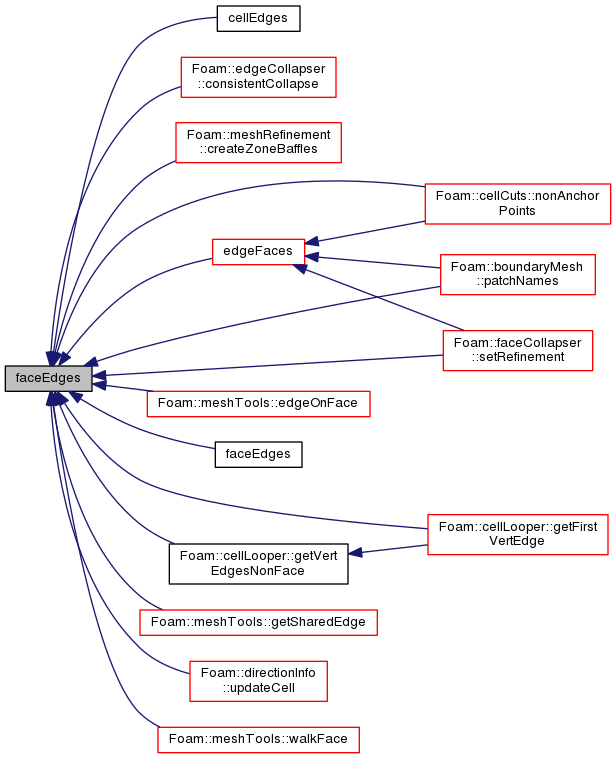 cellEdges
Foam::edgeCollapser
::consistentCollapse
Foam::meshRefinement
::createZoneBaffles
Foam::cellCuts::nonAnchor
Points
edgeFaces
Foam::boundaryMesh
::patchNames
Foam::faceCollapser
::setRefinement
faceEdges
Foam::meshTools::edgeOnFace
faceEdges
Foam::cellLooper::getFirst
VertEdge
Foam::cellLooper::getVert
EdgesNonFace
Foam::meshTools::getSharedEdge
Foam::directionInfo
::updateCell
Foam::meshTools::walkFace